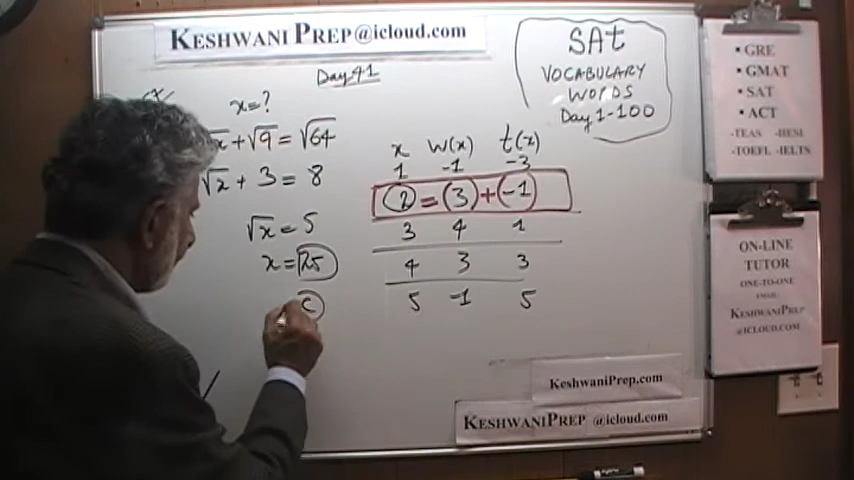 KESHWANI PREP@icloud.com
Day 41
x=?
√x+√9=√64
√x+3=8
√x=5
x=25
c
x W(x) t(x)
1 -1 -3
2=(3)+(-1)
3 4 1
4 3 3
5 -1 5
SAt
VOCABULARY
WORDS
Day 1-100
KESHWANIPREP.com
KESHWANIPREP @icloud.com
• GRE
• GMAT
• SAT
• ACT
-TEAS -HESI
-TOEFL -IELTS
ON-LINE
TUTOR
ONE-TO-ONE
EMAIL
KESHWANIPREP
@ICLOUD.COM